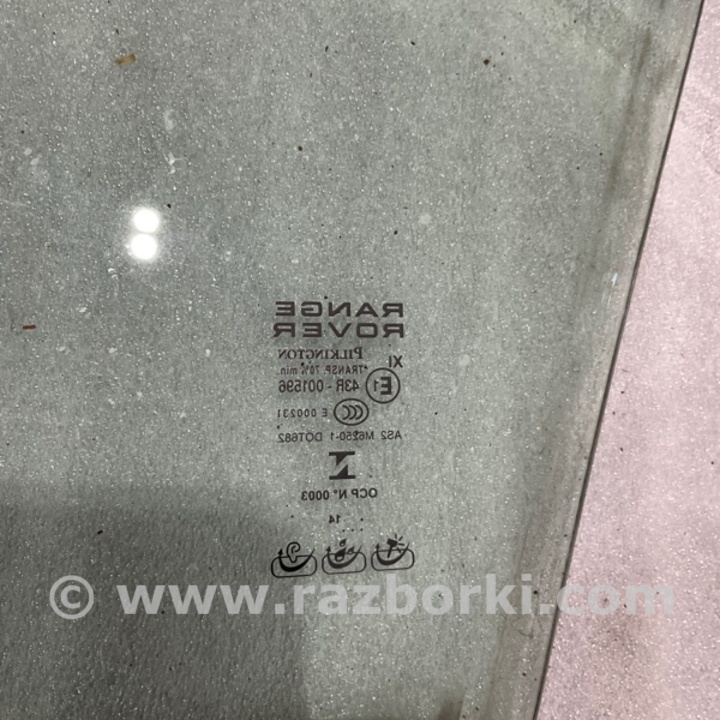 RANGE
ROVER
PILKINGTON
XI
*TRANSP. 70% min.
E1 43R - 001596
CCC E 000231
AS2 M6250-1 DOT682
N
OCP N° 0003
14
© www.razborki.com